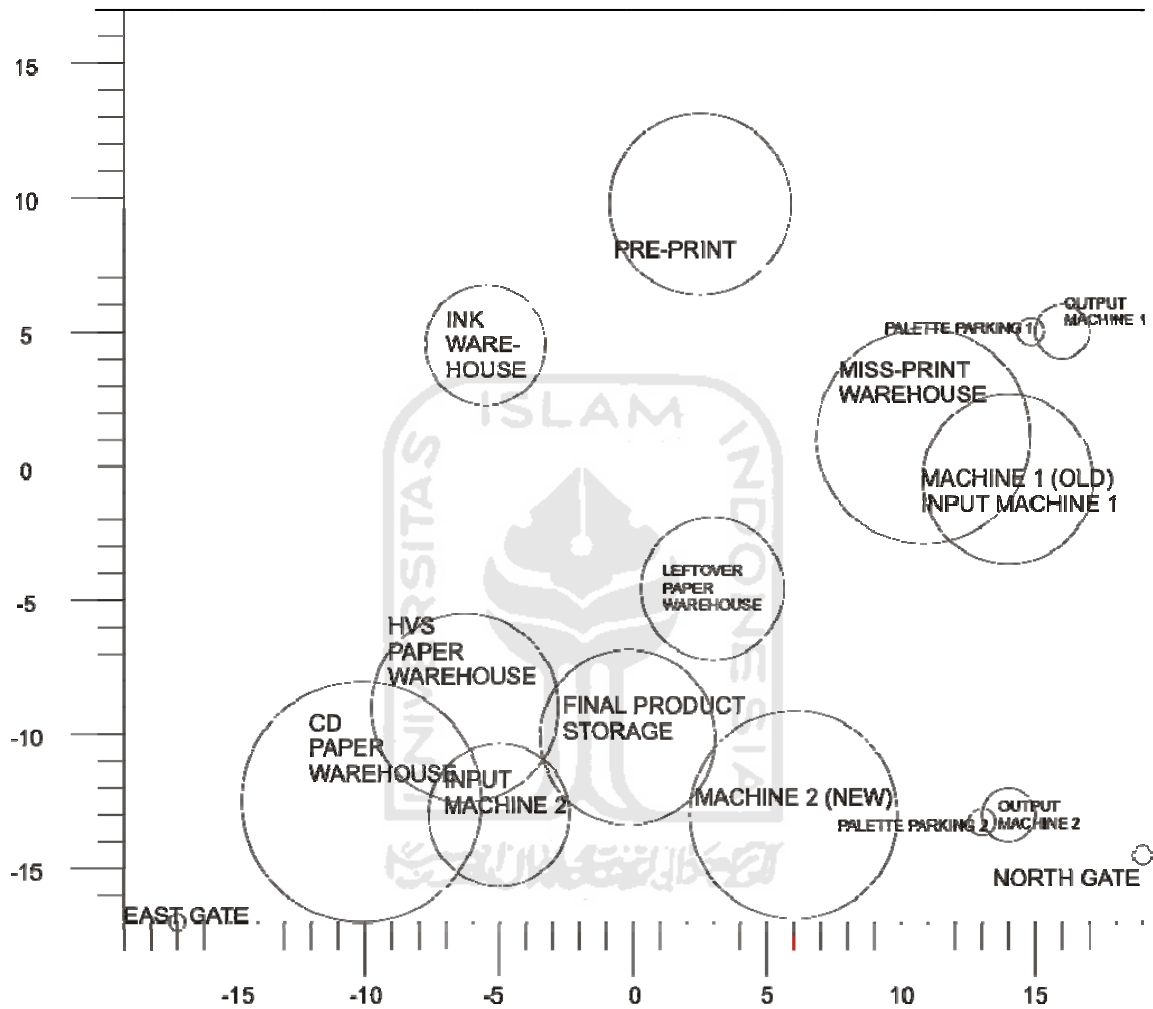 15
10
PRE-PRINT
INK
WARE-
HOUSE
5
PALETTE PARKING 1
OUTPUT
MACHINE 1
MISS-PRINT
WAREHOUSE
ISLAM
UNIVERSITAS
INDONESIA
0
MACHINE 1 (OLD)
INPUT MACHINE 1
LEFTOVER
PAPER
WAREHOUSE
-5
HVS
PAPER
WAREHOUSE
FINAL PRODUCT
STORAGE
CD
PAPER
WAREHOUSE
-10
INPUT
MACHINE 2
MACHINE 2 (NEW)
PALETTE PARKING 2
OUTPUT
MACHINE 2
-15
NORTH GATE
EAST GATE
-15 -10 -5 0 5 10 15